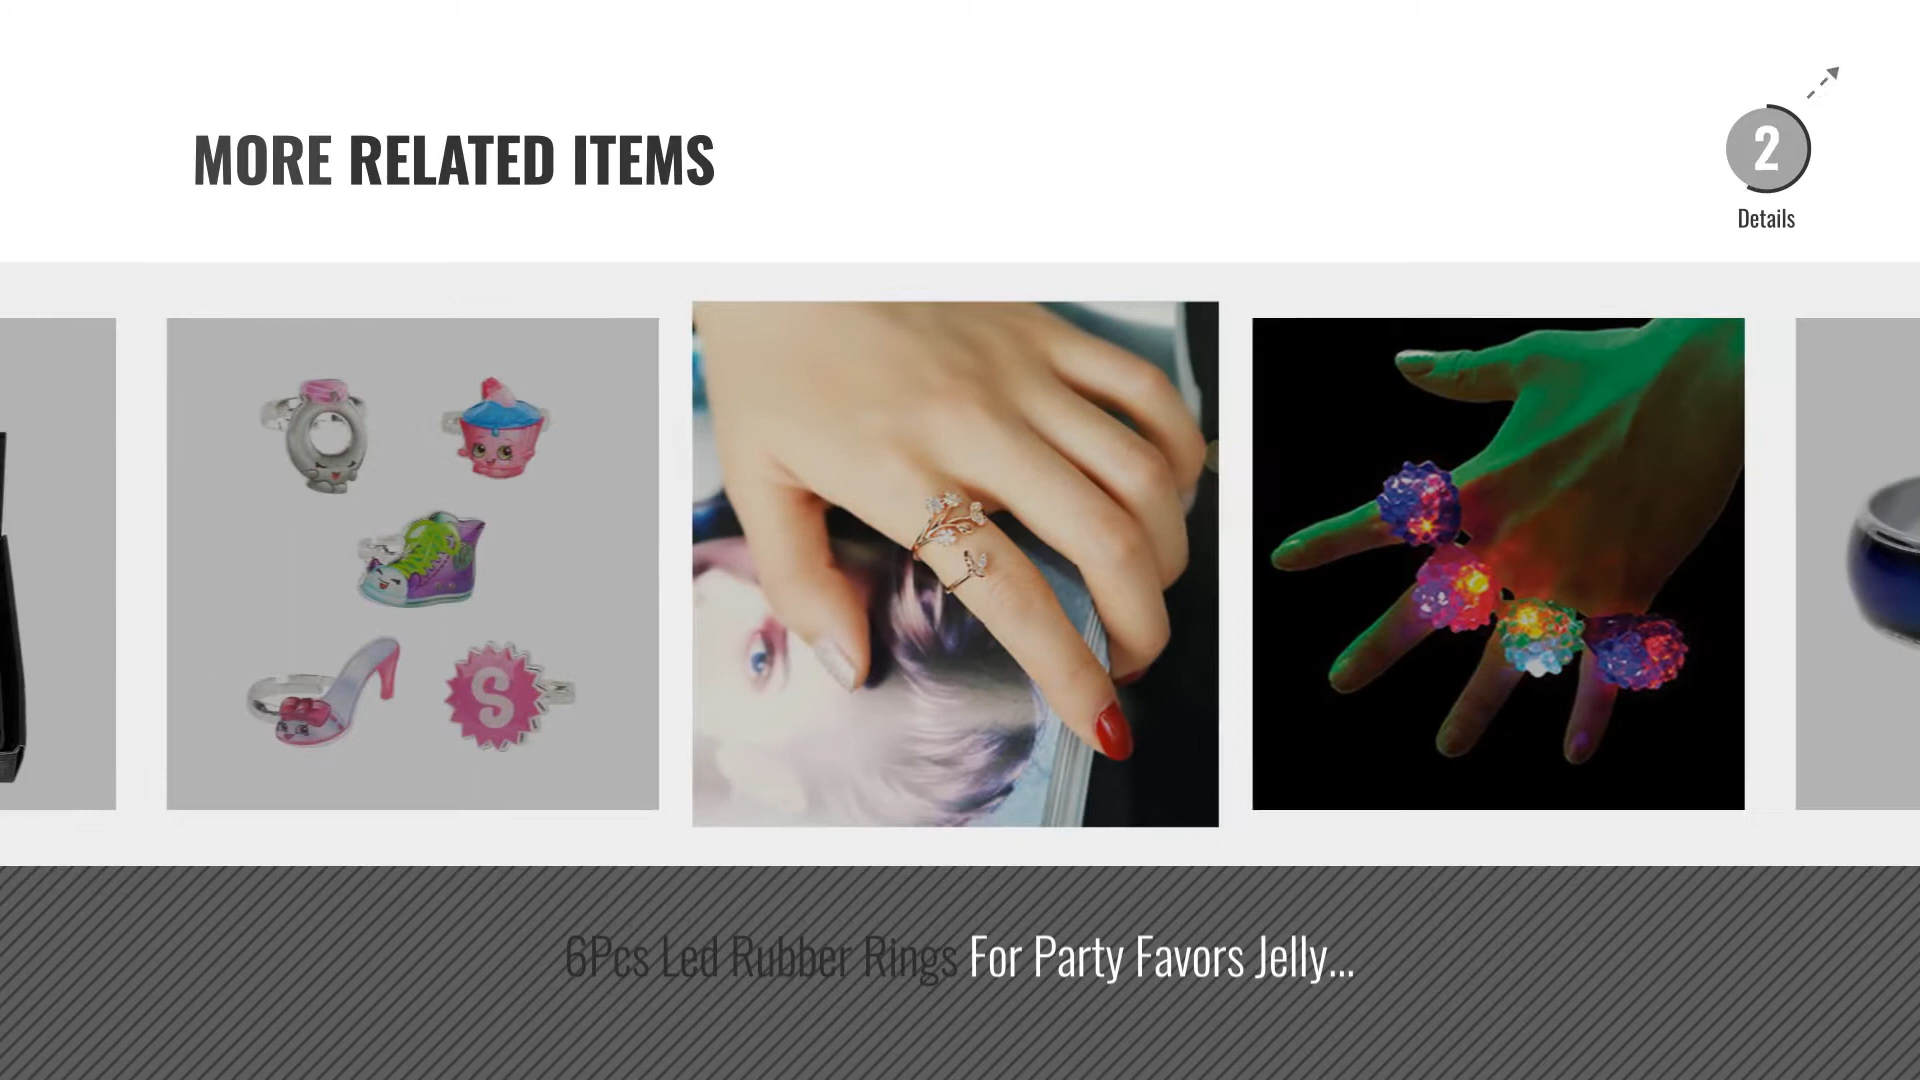 MORE RELATED ITEMS
2
Details
S
6Pcs Led Rubber Rings For Party Favors Jelly...